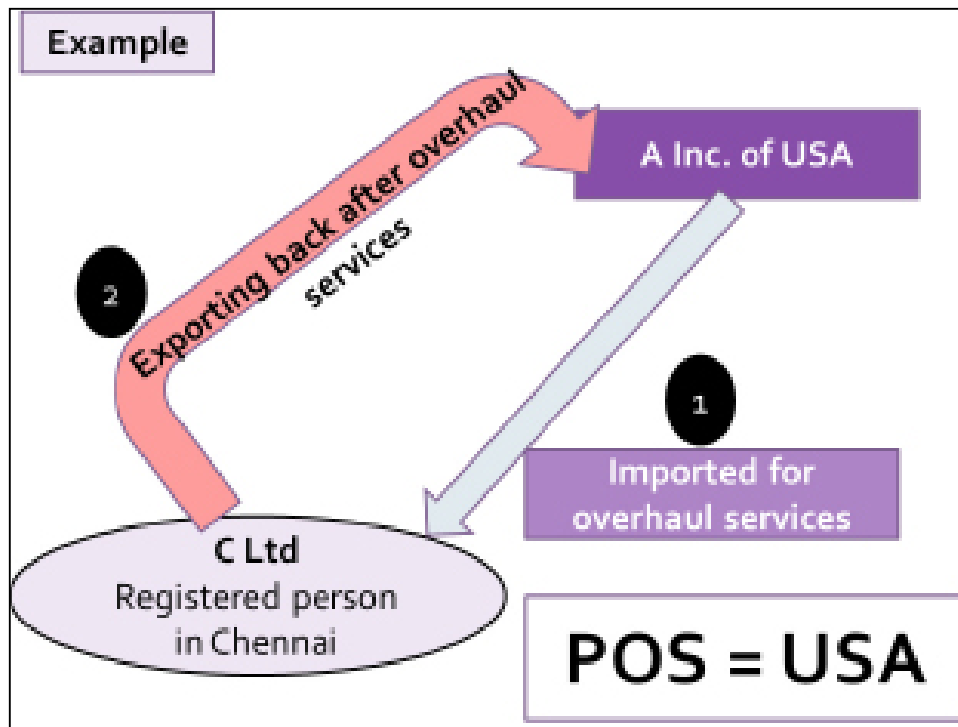 Example
Exporting back after overhaul
services
A Inc. of USA
2
1
Imported for
overhaul services
C Ltd
Registered person
in Chennai
POS = USA